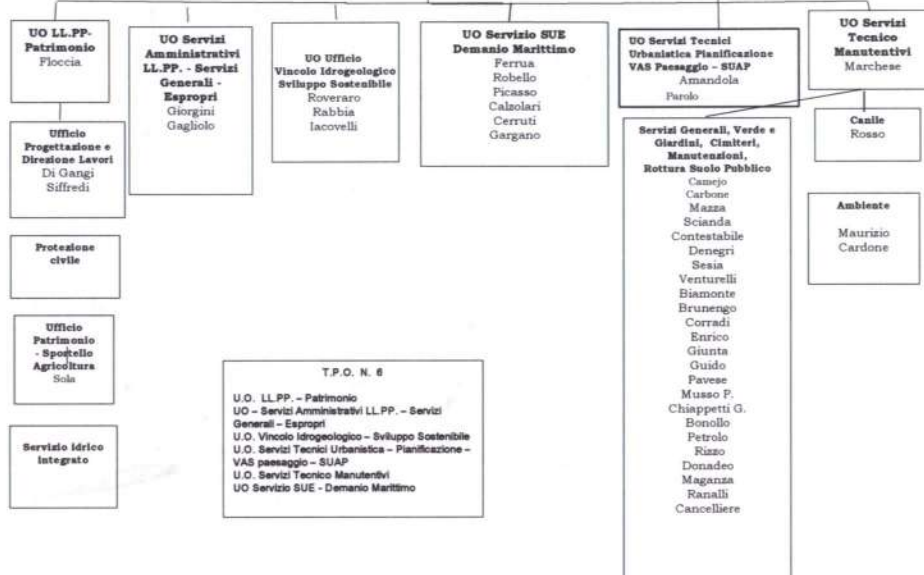 UO LL.PP-
Patrimonio
Floccia
Ufficio
Progettazione e
Direzione Lavori
Di Gangi
Siffredi
Protezione
civile
Ufficio
Patrimonio
- Sportello
Agricoltura
Sola
Servizio idrico
integrato
UO Servizi
Amministrativi
LL.PP. - Servizi
Generali -
Espropri
Giorgini
Gagliolo
UO Ufficio
Vincolo Idrogeologico
Sviluppo Sostenibile
Roveraro
Rabbia
Iacovelli
UO Servizio SUE
Demanio Marittimo
Ferrua
Robello
Picasso
Calzolari
Cerruti
Gargano
UO Servizi Tecnici
Urbanistica Pianificazione
VAS Paesaggio – SUAP
Amandola
Parolo
UO Servizi
Tecnico
Manutentivi
Marchese
Servizi Generali, Verde e
Giardini, Cimiteri,
Manutenzioni,
Rottura Suolo Pubblico
Camejo
Carbone
Mazza
Scianda
Contestabile
Denegri
Sesia
Venturelli
Biamonte
Brunengo
Corradi
Enrico
Giunta
Guido
Pavese
Musso P.
Chiappetti G.
Bonollo
Petrolo
Rizzo
Donadeo
Maganza
Ranalli
Cancelliere
Canile
Rosso
Ambiente
Maurizio
Cardone
T.P.O. N. 6
U.O. LL.PP. – Patrimonio
UO – Servizi Amministrativi LL.PP. – Servizi
Generali – Espropri
U.O. Vincolo Idrogeologico – Sviluppo Sostenibile
U.O. Servizi Tecnici Urbanistica – Pianificazione –
VAS paesaggio – SUAP
U.O. Servizi Tecnico Manutentivi
UO Servizio SUE - Demanio Marittimo